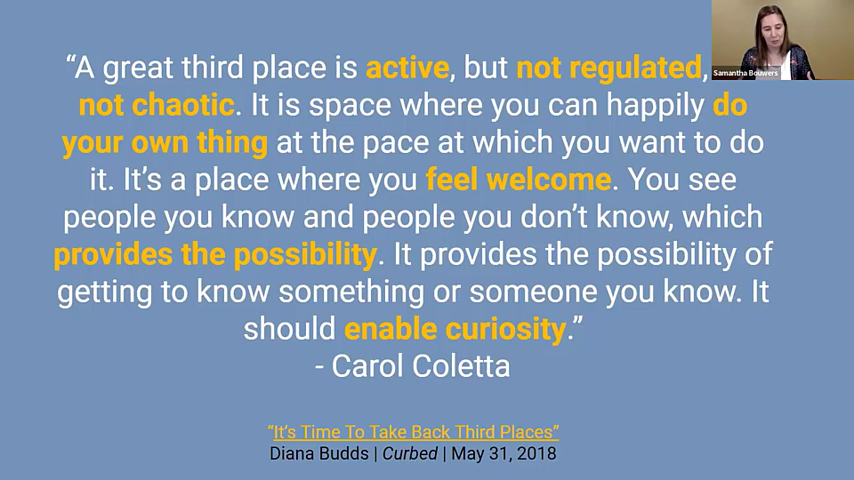 “A great third place is active, but not regulated,
not chaotic. It is space where you can happily do
your own thing at the pace at which you want to do
it. It’s a place where you feel welcome. You see
people you know and people you don’t know, which
provides the possibility. It provides the possibility of
getting to know something or someone you know. It
should enable curiosity.”
- Carol Coletta
“It’s Time To Take Back Third Places”
Diana Budds | Curbed | May 31, 2018
Samantha Bouwers